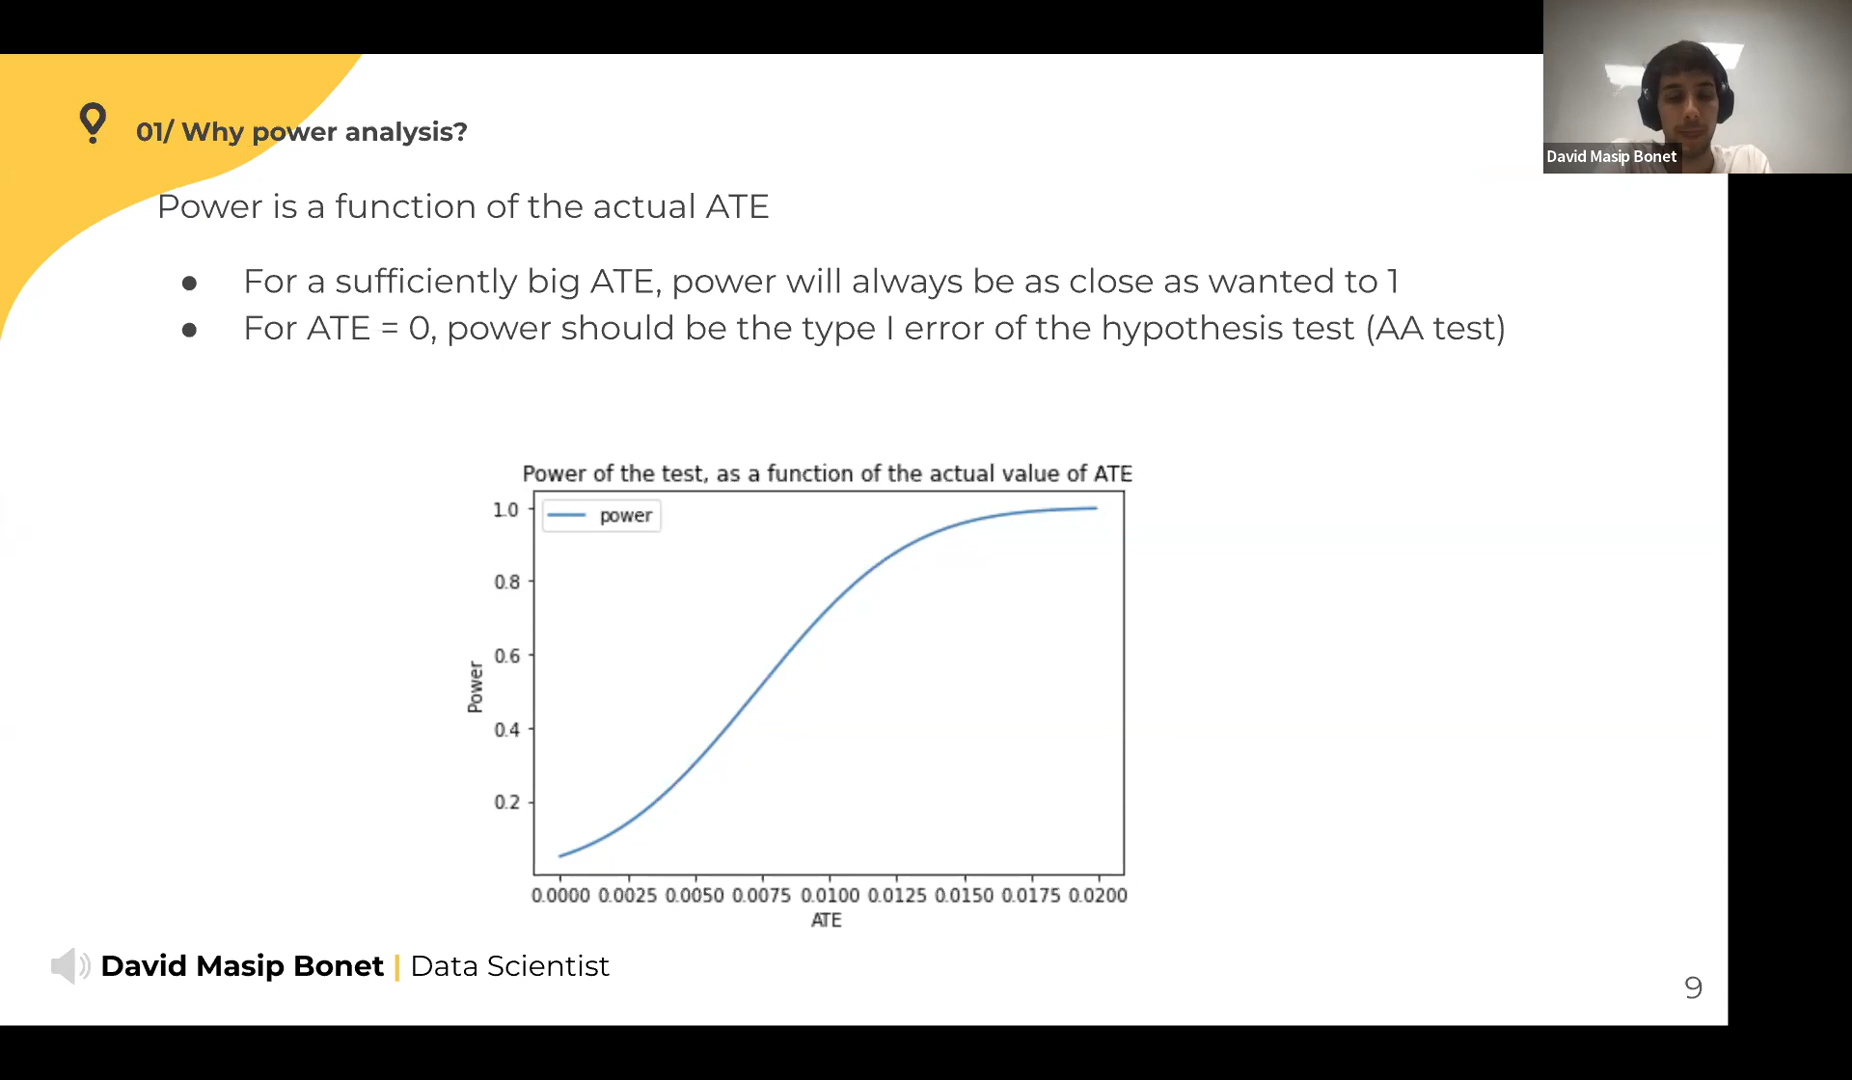 David Masip Bonet
01/ Why power analysis?
Power is a function of the actual ATE
● For a sufficiently big ATE, power will always be as close as wanted to 1
● For ATE = 0, power should be the type I error of the hypothesis test (AA test)
Power of the test, as a function of the actual value of ATE
power
1.0
0.8
0.6
0.4
0.2
Power
0.0000 0.0025 0.0050 0.0075 0.0100 0.0125 0.0150 0.0175 0.0200
ATE
David Masip Bonet | Data Scientist
9